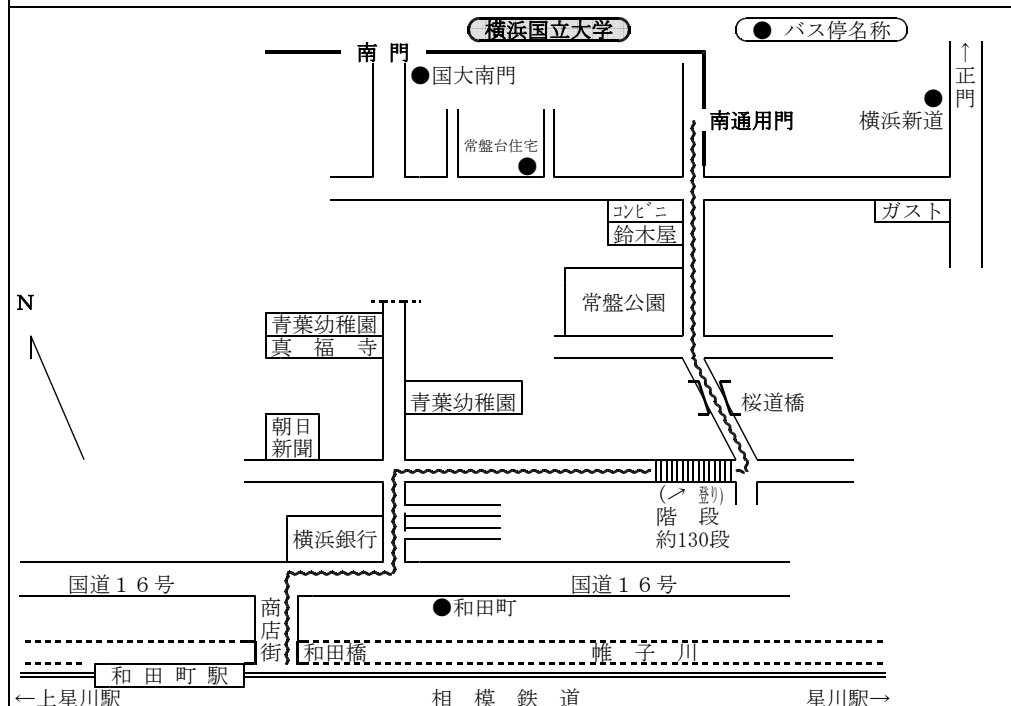 横浜国立大学
● バス停名称
南 門
●国大南門
↑正門
南通用門
横浜新道
常盤台住宅
コンビニ
鈴木屋
ガスト
常盤公園
N
青葉幼稚園
真 福 寺
青葉幼稚園
桜道橋
朝日
新聞
(↗ 登り)
階 段
約130段
横浜銀行
国道16号
国道16号
商店街
●和田町
和田橋
帷 子 川
和 田 町 駅
←上星川駅
相 模 鉄 道
星川駅→